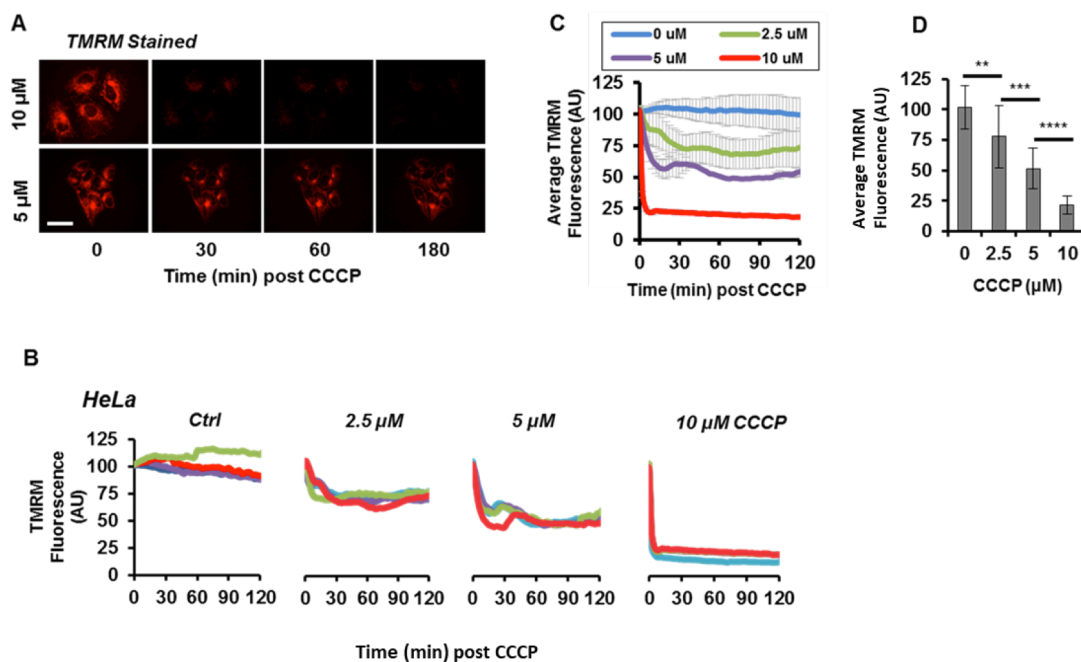 A
TMRM Stained
10 µM
5 µM
0 30 60 180
Time (min) post CCCP
C
0 uM 2.5 uM
5 uM 10 uM
Average TMRM
Fluorescence (AU)
125
100
75
50
25
0
0 30 60 90 120
Time (min) post CCCP
D
** *** ****
Average TMRM
Fluorescence (AU)
125
100
75
50
25
0
0 2.5 5 10
CCCP (µM)
B
HeLa
Ctrl 2.5 µM 5 µM 10 µM CCCP
TMRM
Fluorescence
(AU)
125
100
75
50
25
0
0 30 60 90 120 0 30 60 90 120 0 30 60 90 120 0 30 60 90 120
Time (min) post CCCP